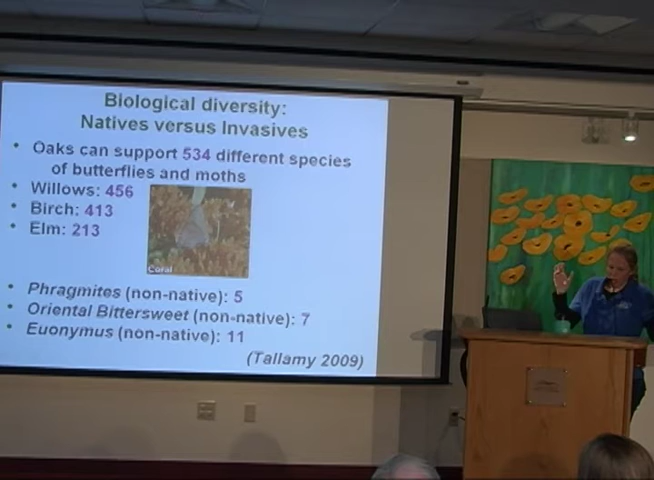 Biological diversity:
Natives versus Invasives
• Oaks can support 534 different species
of butterflies and moths
• Willows: 456
• Birch: 413
• Elm: 213
Coral
• Phragmites (non-native): 5
• Oriental Bittersweet (non-native): 7
• Euonymus (non-native): 11
(Tallamy 2009)